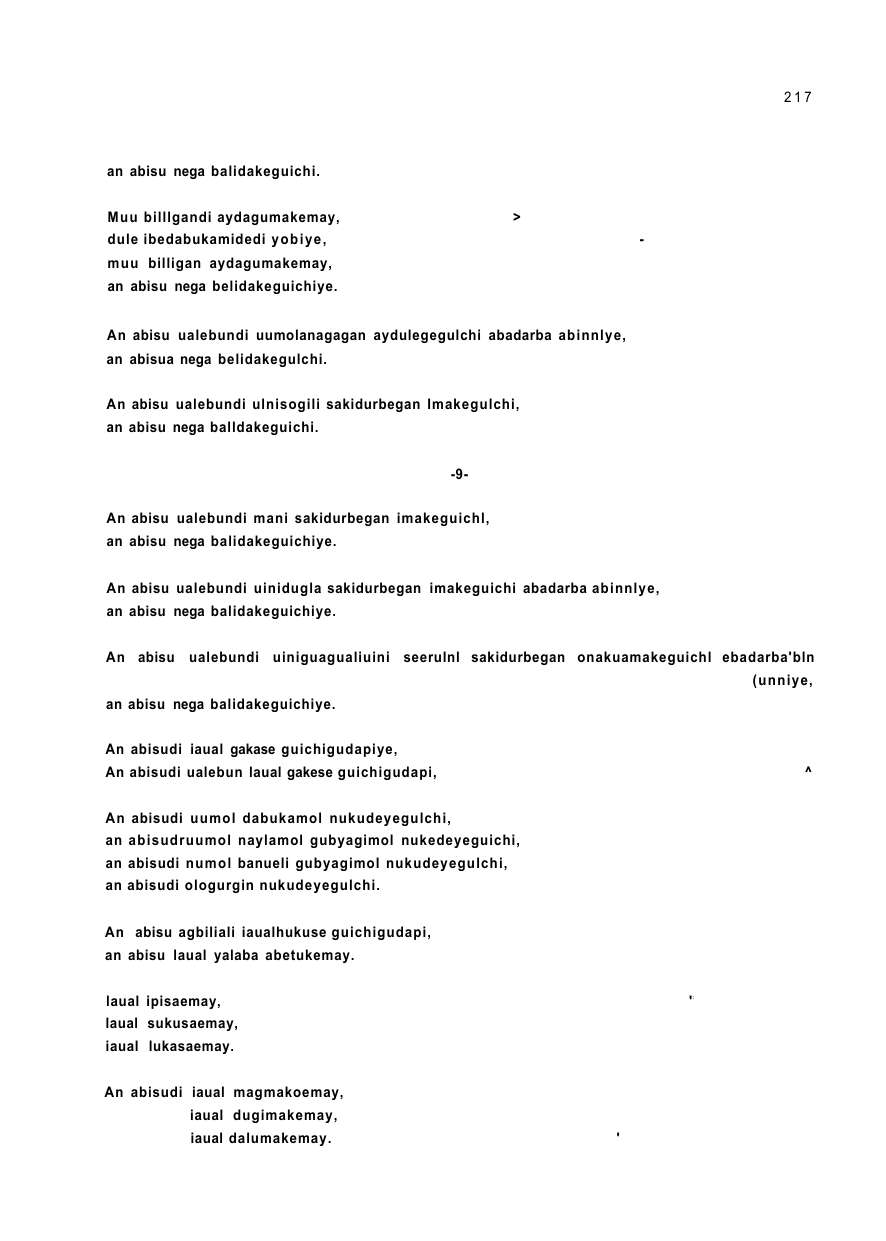 217
an abisu nega balidakeguichi.
Muu billlgandi aydagumakemay,
dule ibedabukamidedi yobiye,
muu billigan aydagumakemay,
an abisu nega belidakeguichiye.
An abisu ualebundi uumolanagagan aydulegegulchi abadarba abinnlye,
an abisua nega belidakegulchi.
An abisu ualebundi ulnisogili sakidurbegan lmakegulchi,
an abisu nega balldakeguichi.
-9-
An abisu ualebundi mani sakidurbegan imakeguichl,
an abisu nega balidakeguichiye.
An abisu ualebundi uinidugla sakidurbegan imakeguichi abadarba abinnlye,
an abisu nega balidakeguichiye.
An abisu ualebundi uiniguagualiuini seerulnl sakidurbegan onakuamakeguichl ebadarba'bln
(unniye,
an abisu nega balidakeguichiye.
An abisudi iaual gakase guichigudapiye,
An abisudi ualebun laual gakese guichigudapi,
An abisudi uumol dabukamol nukudeyegulchi,
an abisudruumol naylamol gubyagimol nukedeyeguichi,
an abisudi numol banueli gubyagimol nukudeyegulchi,
an abisudi ologurgin nukudeyegulchi.
An abisu agbiliali iaualhukuse guichigudapi,
an abisu laual yalaba abetukemay.
laual ipisaemay,
laual sukusaemay,
iaual lukasaemay.
An abisudi iaual magmakoemay,
iaual dugimakemay,
iaual dalumakemay.